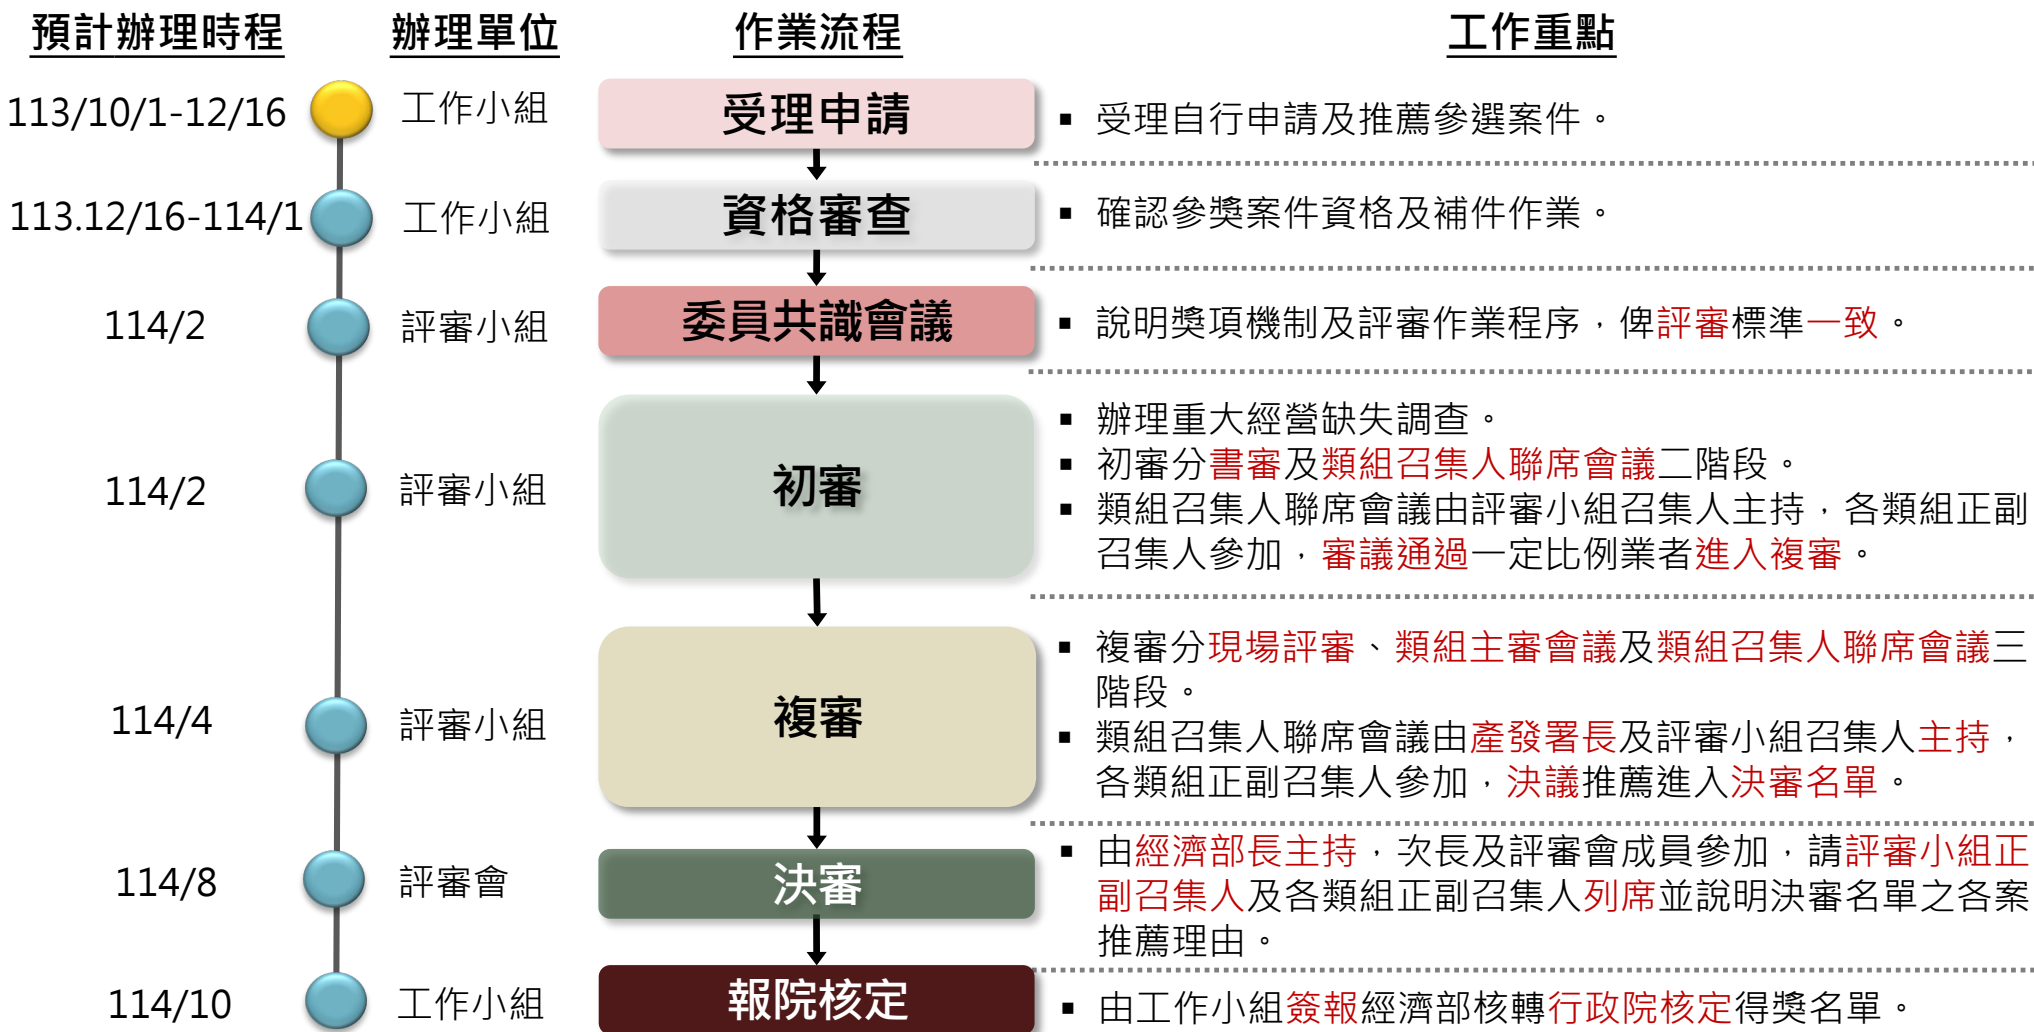 預計辦理時程 辦理單位 作業流程 工作重點
113/10/1-12/16 工作小組 受理申請 ▪ 受理自行申請及推薦參選案件。
113.12/16-114/1 工作小組 資格審查 ▪ 確認參獎案件資格及補件作業。
114/2 評審小組 委員共識會議 ▪ 說明獎項機制及評審作業程序，俾評審標準一致。
114/2 評審小組 初審
▪ 辦理重大經營缺失調查。
▪ 初審分書審及類組召集人聯席會議二階段。
▪ 類組召集人聯席會議由評審小組召集人主持，各類組正副
召集人參加，審議通過一定比例業者進入複審。
114/4 評審小組 複審
▪ 複審分現場評審、類組主審會議及類組召集人聯席會議三
階段。
▪ 類組召集人聯席會議由產發署長及評審小組召集人主持，
各類組正副召集人參加，決議推薦進入決審名單。
114/8 評審會 決審
▪ 由經濟部長主持，次長及評審會成員參加，請評審小組正
副召集人及各類組正副召集人列席並說明決審名單之各案
推薦理由。
114/10 工作小組 報院核定 ▪ 由工作小組簽報經濟部核轉行政院核定得獎名單。